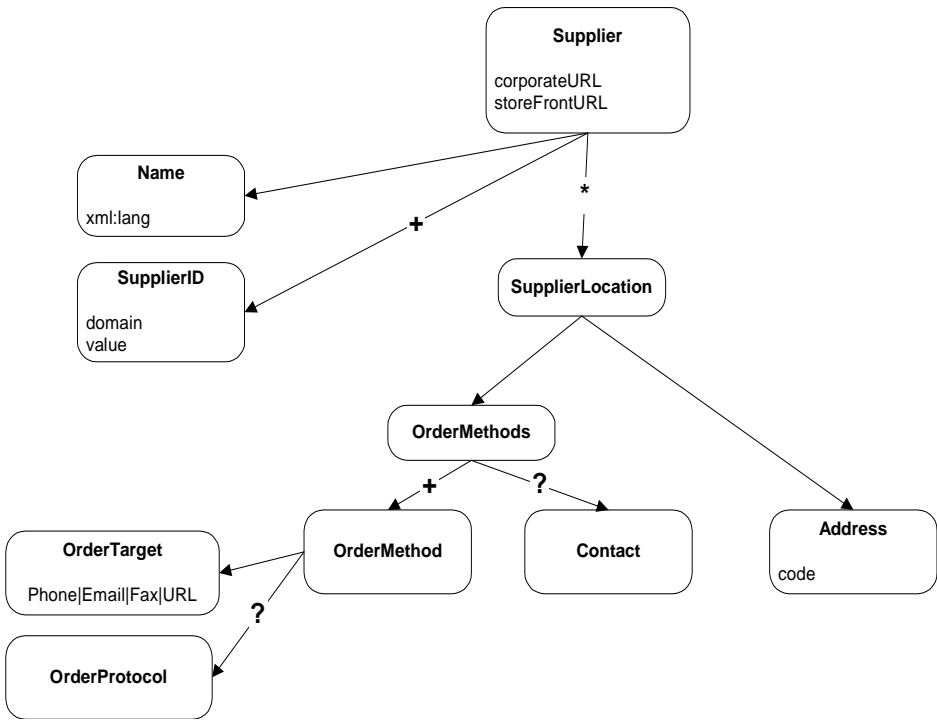 Supplier
corporateURL
storeFrontURL
Name
xml:lang
*
+
SupplierID
domain
value
SupplierLocation
OrderMethods
+
?
OrderTarget
Phone|Email|Fax|URL
OrderMethod
Contact
Address
code
?
OrderProtocol